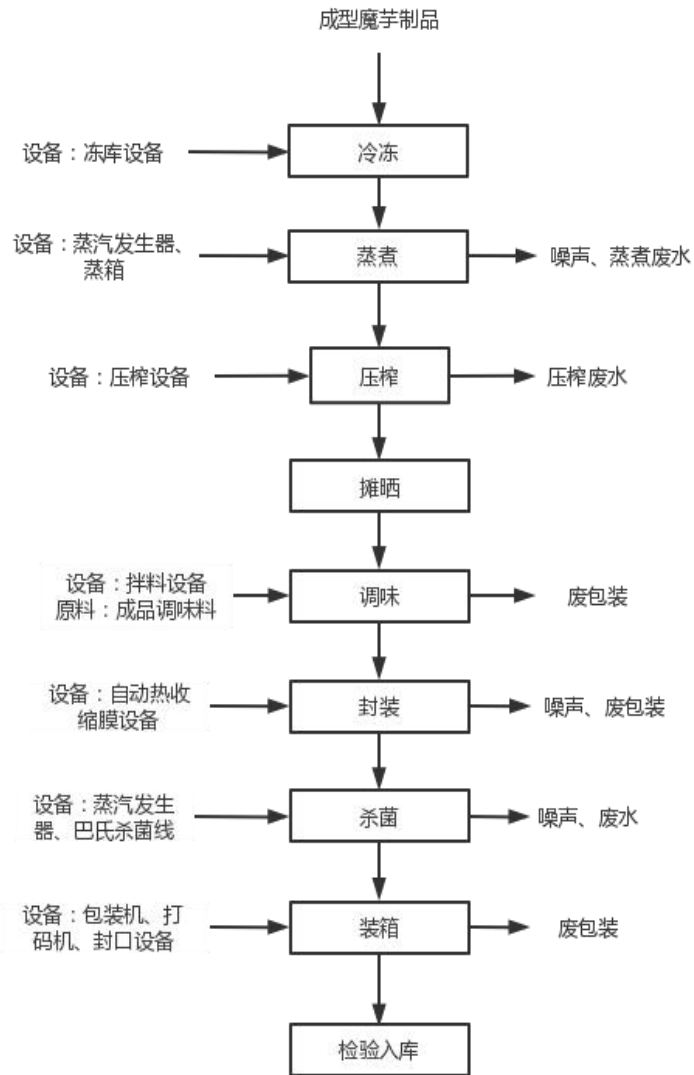 成型魔芋制品
设备：冻库设备
冷冻
设备：蒸汽发生器、
蒸箱
蒸煮
噪声、蒸煮废水
设备：压榨设备
压榨
压榨废水
摊晒
设备：拌料设备
原料：成品调味料
调味
废包装
设备：自动热收
缩膜设备
封装
噪声、废包装
设备：蒸汽发生
器、巴氏杀菌线
杀菌
噪声、废水
设备：包装机、打
码机、封口设备
装箱
废包装
检验入库